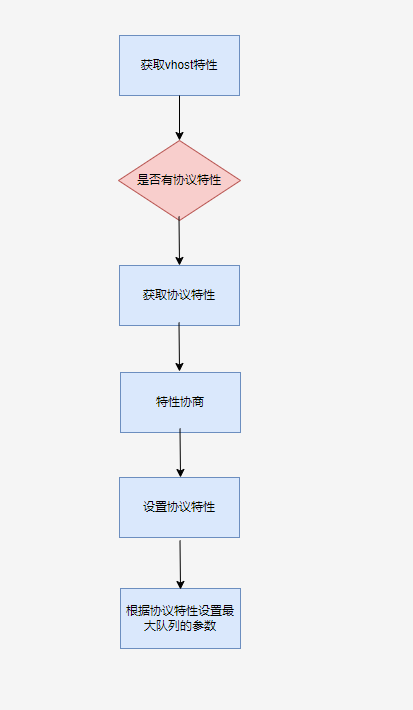 获取vhost特性
是否有协议特性
获取协议特性
特性协商
设置协议特性
根据协议特性设置最
大队列的参数